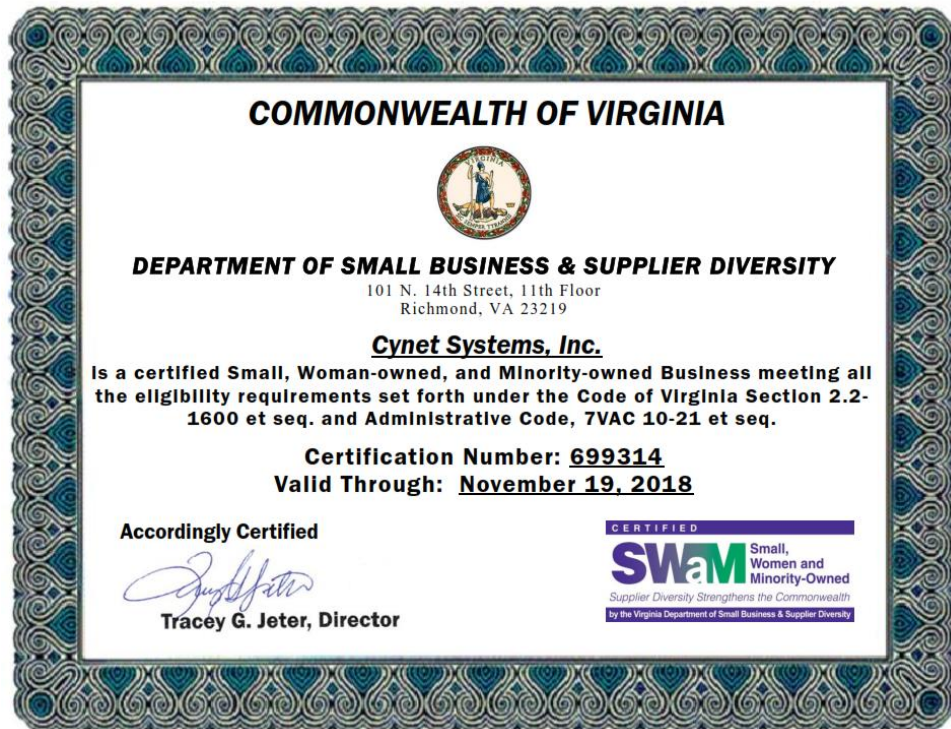 COMMONWEALTH OF VIRGINIA
VIRGINIA
SIC SEMPER TYRANNIS
DEPARTMENT OF SMALL BUSINESS & SUPPLIER DIVERSITY
101 N. 14th Street, 11th Floor
Richmond, VA 23219
Cynet Systems, Inc.
is a certified Small, Woman-owned, and Minority-owned Business meeting all
the eligibility requirements set forth under the Code of Virginia Section 2.2-
1600 et seq. and Administrative Code, 7VAC 10-21 et seq.
Certification Number: 699314
Valid Through: November 19, 2018
Accordingly Certified
Tracey G. Jeter, Director
CERTIFIED
SWaM
Small,
Women and
Minority-Owned
Supplier Diversity Strengthens the Commonwealth
by the Virginia Department of Small Business & Supplier Diversity